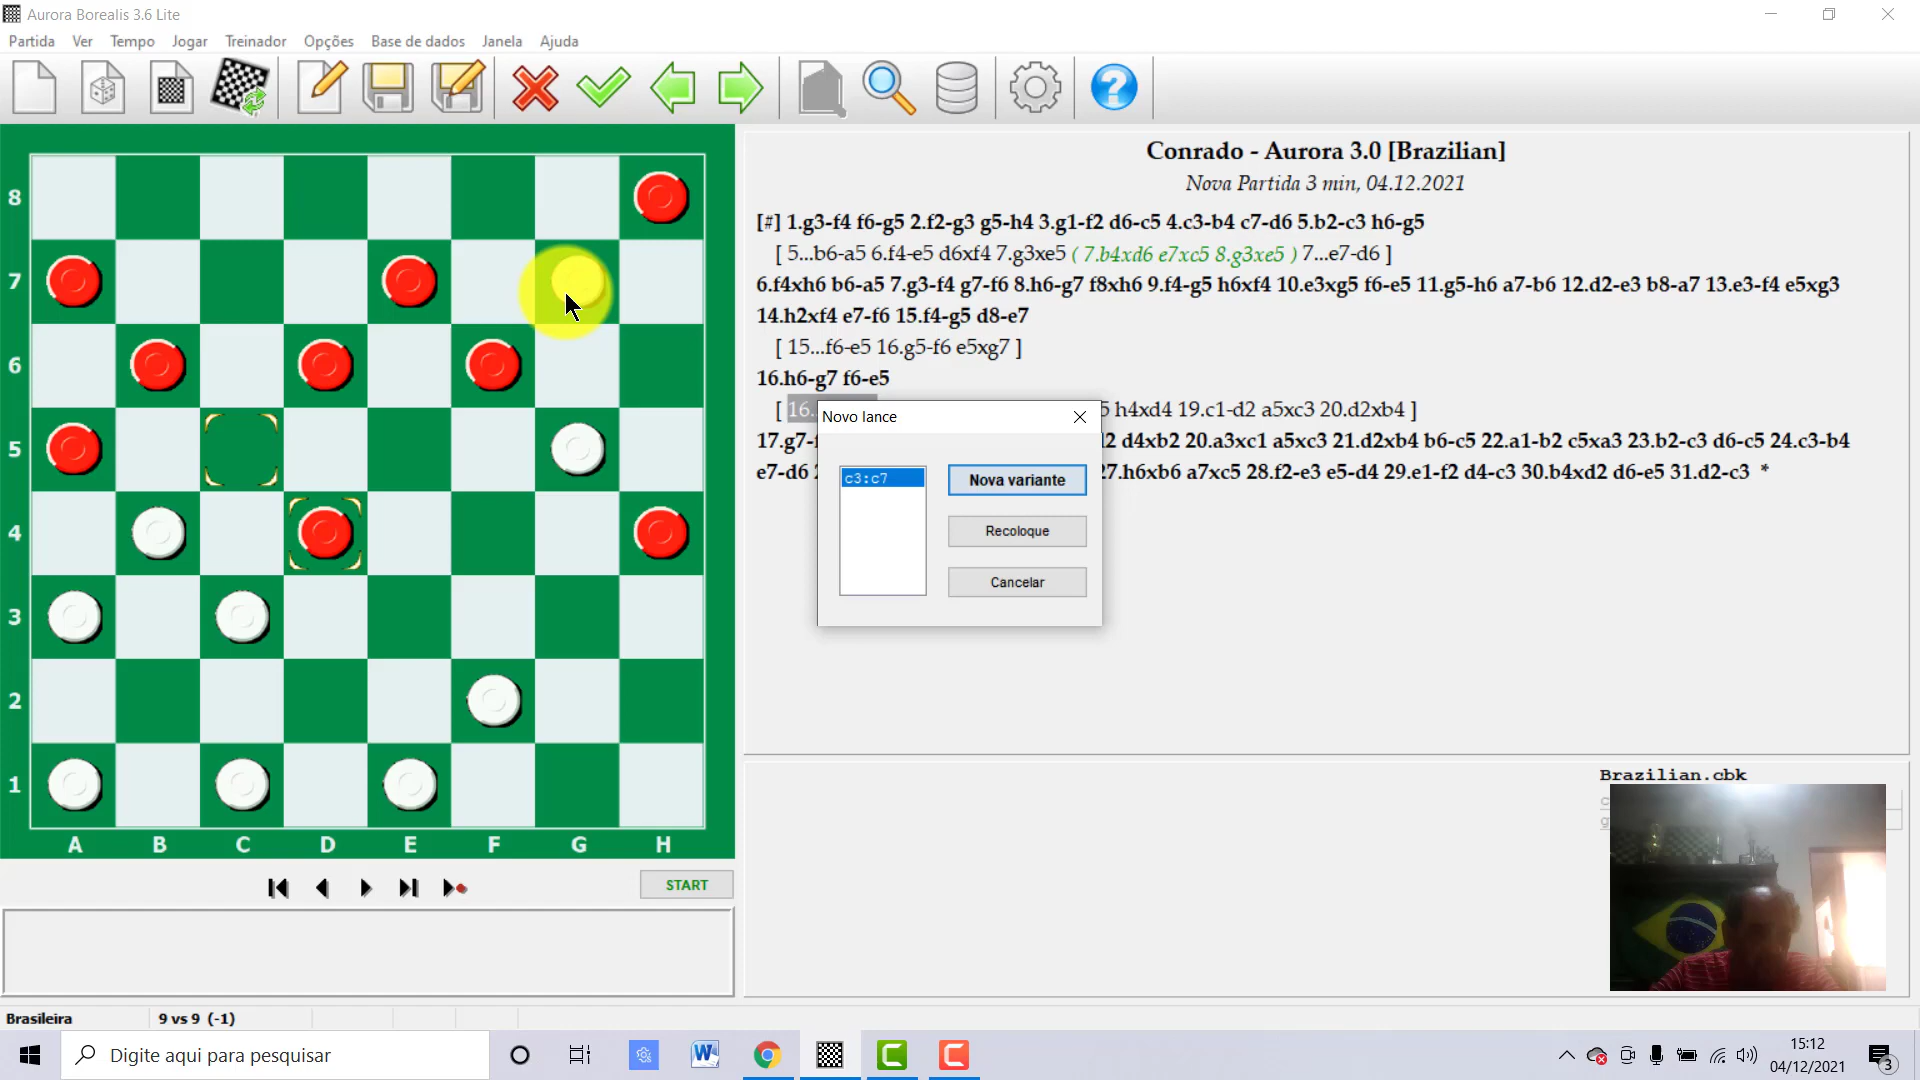 Aurora Borealis 3.6 Lite
Partida Ver Tempo Jogar Treinador Opções Base de dados Janela Ajuda
Conrado - Aurora 3.0 [Brazilian]
Nova Partida 3 min, 04.12.2021
[#] 1.g3-f4 f6-g5 2.f2-g3 g5-h4 3.g1-f2 d6-c5 4.c3-b4 c7-d6 5.b2-c3 h6-g5
[ 5...b6-a5 6.f4-e5 d6xf4 7.g3xe5 ( 7.b4xd6 e7xc5 8.g3xe5 ) 7...e7-d6 ]
6.f4xh6 b6-a5 7.g3-f4 g7-f6 8.h6-g7 f8xh6 9.f4-g5 h6xf4 10.e3xg5 f6-e5 11.g5-h6 a7-b6 12.d2-e3 b8-a7 13.e3-f4 e5xg3
14.h2xf4 e7-f6 15.f4-g5 d8-e7
[ 15...f6-e5 16.g5-f6 e5xg7 ]
16.h6-g7 f6-e5
[ 16. h4xd4 19.c1-d2 a5xc3 20.d2xb4 ]
17.g7-f d4xb2 20.a3xc1 a5xc3 21.d2xb4 b6-c5 22.a1-b2 c5xa3 23.b2-c3 d6-c5 24.c3-b4
e7-d6 27.h6xb6 a7xc5 28.f2-e3 e5-d4 29.e1-f2 d4-c3 30.b4xd2 d6-e5 31.d2-c3 *
Novo lance
c3:c7
Nova variante
Recoloque
Cancelar
8
7
6
5
4
3
2
1
A B C D E F G H
START
Brazilian.cbk
Brasileira 9 vs 9 (-1)
Digite aqui para pesquisar
15:12
04/12/2021
3